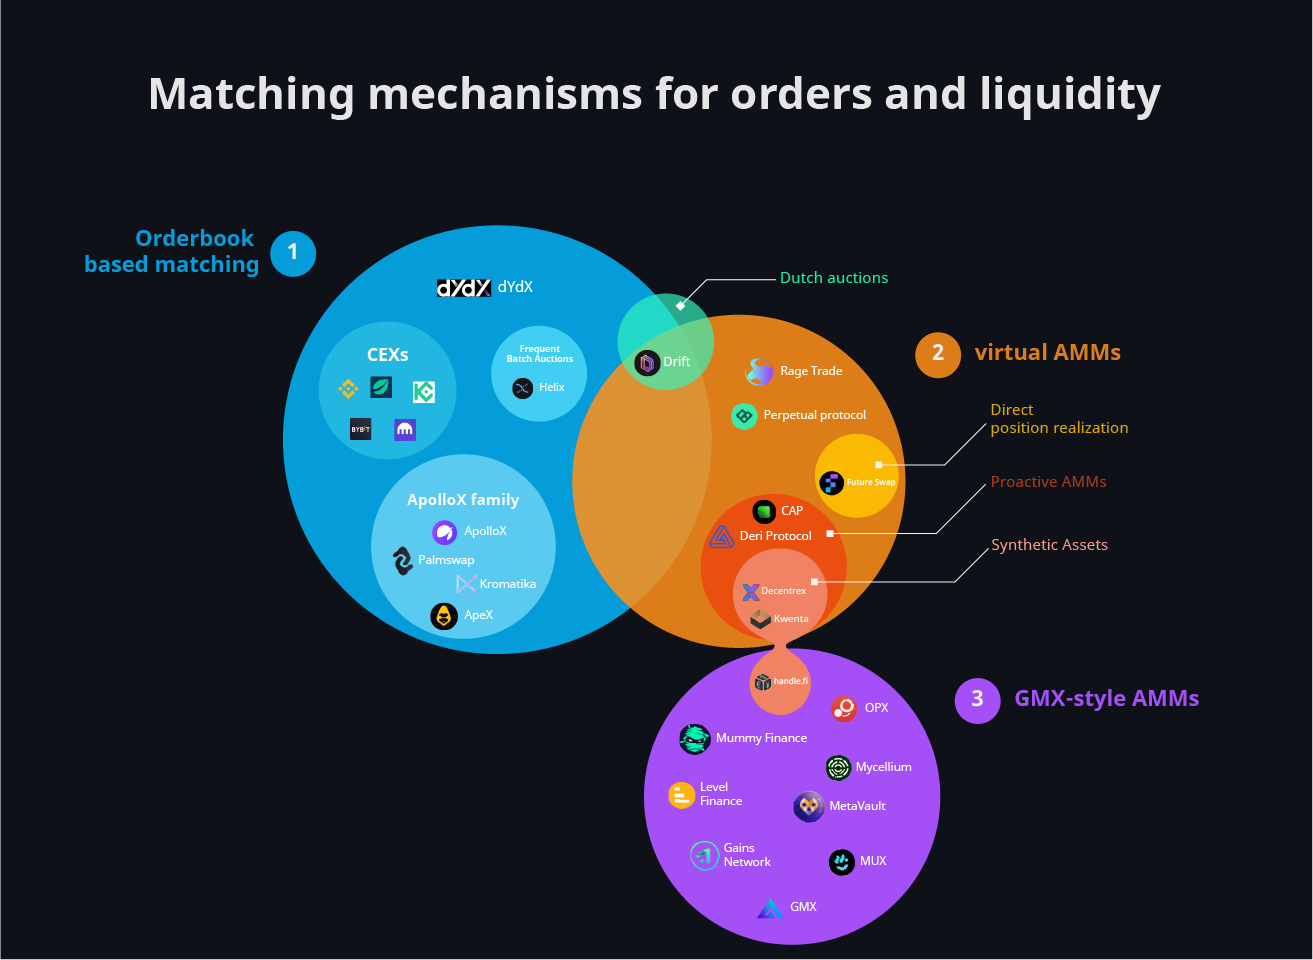 Matching mechanisms for orders and liquidity
Orderbook
based matching
1
dYdX dYdX
Dutch auctions
CEXs
BYBIT
Frequent
Batch Auctions
Helix
Drift
2
virtual AMMs
Rage Trade
Perpetual protocol
Direct
position realization
Future Swap
Proactive AMMs
CAP
Deri Protocol
Synthetic Assets
Decentrex
Kwenta
ApolloX family
ApolloX
Palmswap
Kromatika
ApeX
handle.fi
3
GMX-style AMMs
OPX
Mummy Finance
Mycellium
Level
Finance
MetaVault
Gains
Network
MUX
GMX